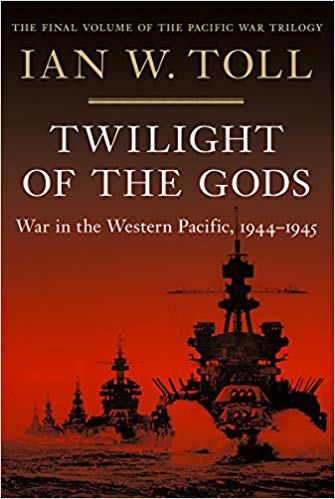 THE FINAL VOLUME OF THE PACIFIC WAR TRILOGY
IAN W. TOLL
TWILIGHT
OF THE GODS
War in the Western Pacific, 1944–1945